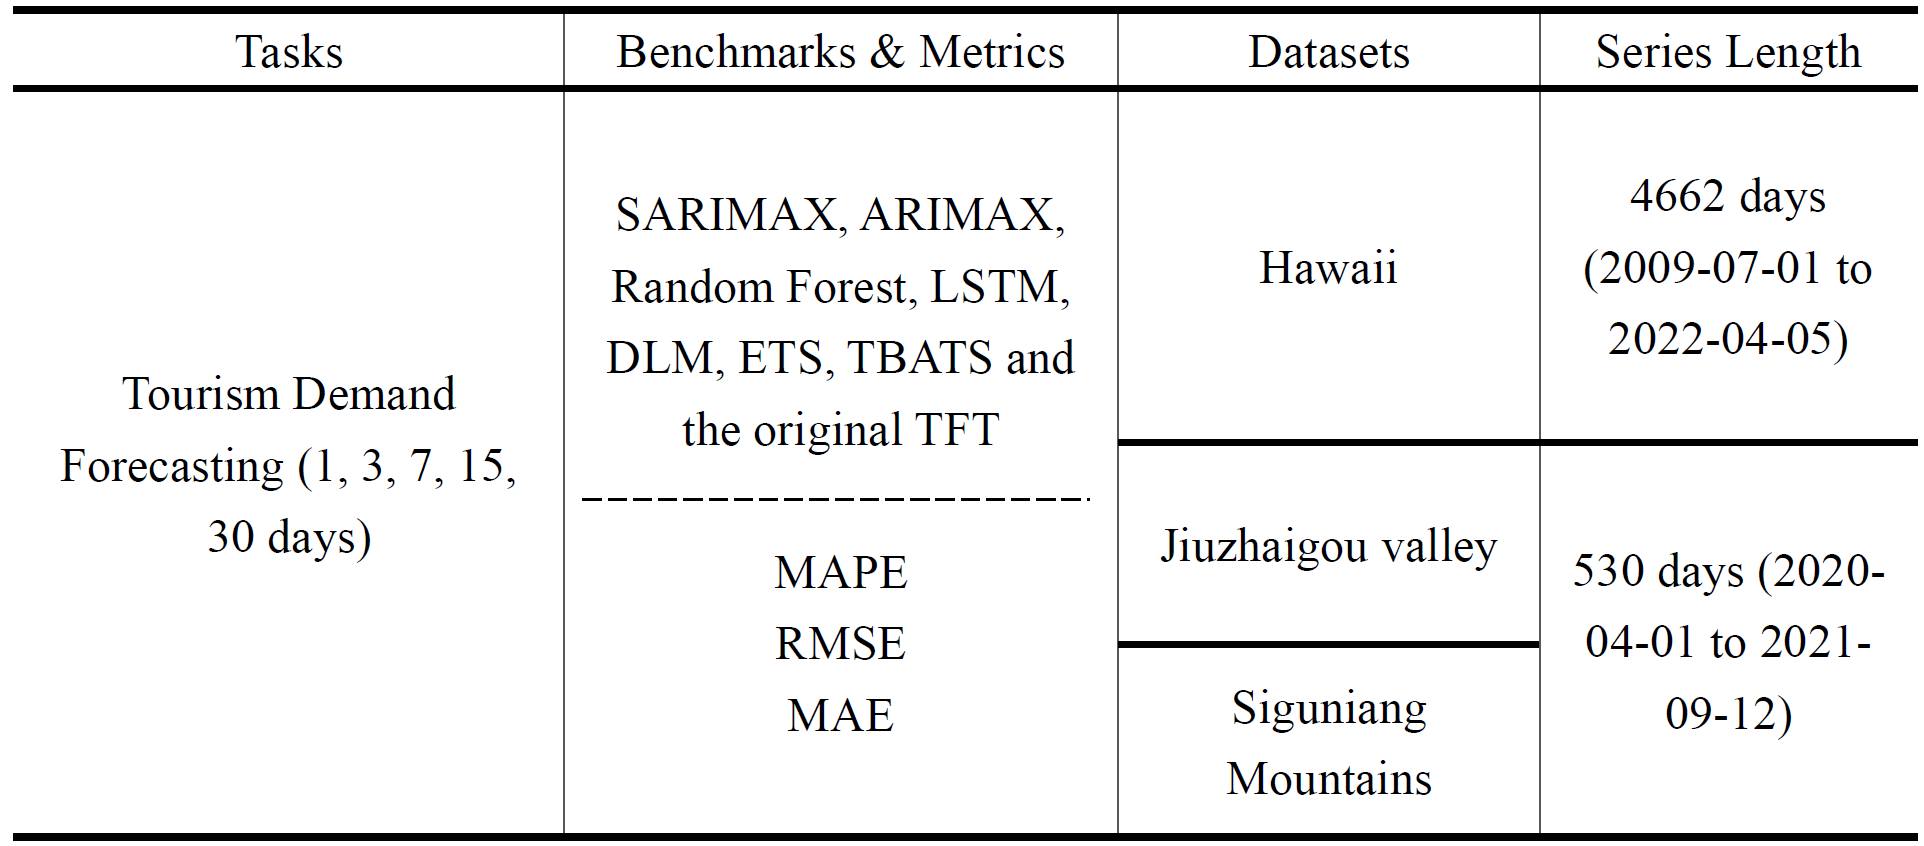 Tasks
Benchmarks & Metrics
Datasets
Series Length
Tourism Demand
Forecasting (1, 3, 7, 15,
30 days)
SARIMAX, ARIMAX,
Random Forest, LSTM,
DLM, ETS, TBATS and
the original TFT
MAPE
RMSE
MAE
Hawaii
4662 days
(2009-07-01 to
2022-04-05)
Jiuzhaigou valley
Siguniang
Mountains
530 days (2020-
04-01 to 2021-
09-12)